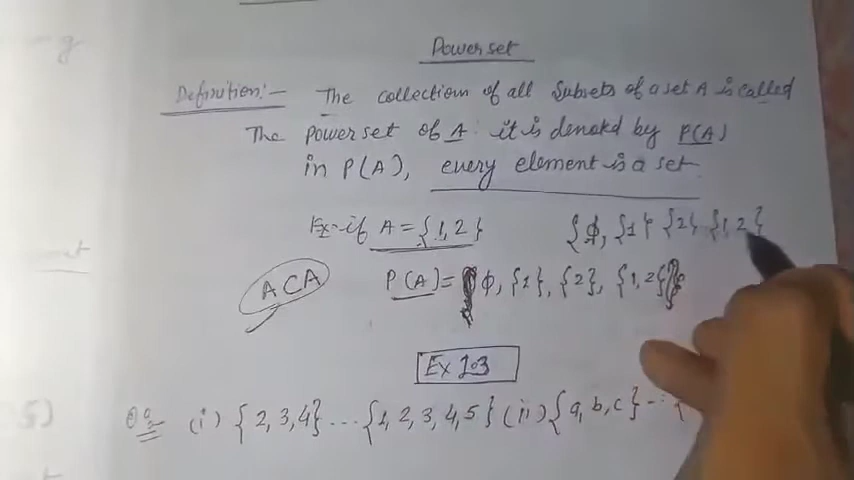 Power set
Definition:- The collection of all Subsets of a set A is called
The power set of A. it is denoted by P(A)
in P(A), every element is a set.
Ex-if A = {1, 2} {ϕ, {1} {2} {1, 2}
A⊂A P(A) = ϕ, {1}, {2}, {1, 2}
Ex 1.3
(i) {2, 3, 4} ... {1, 2, 3, 4, 5} (ii) {a, b, c} ... {